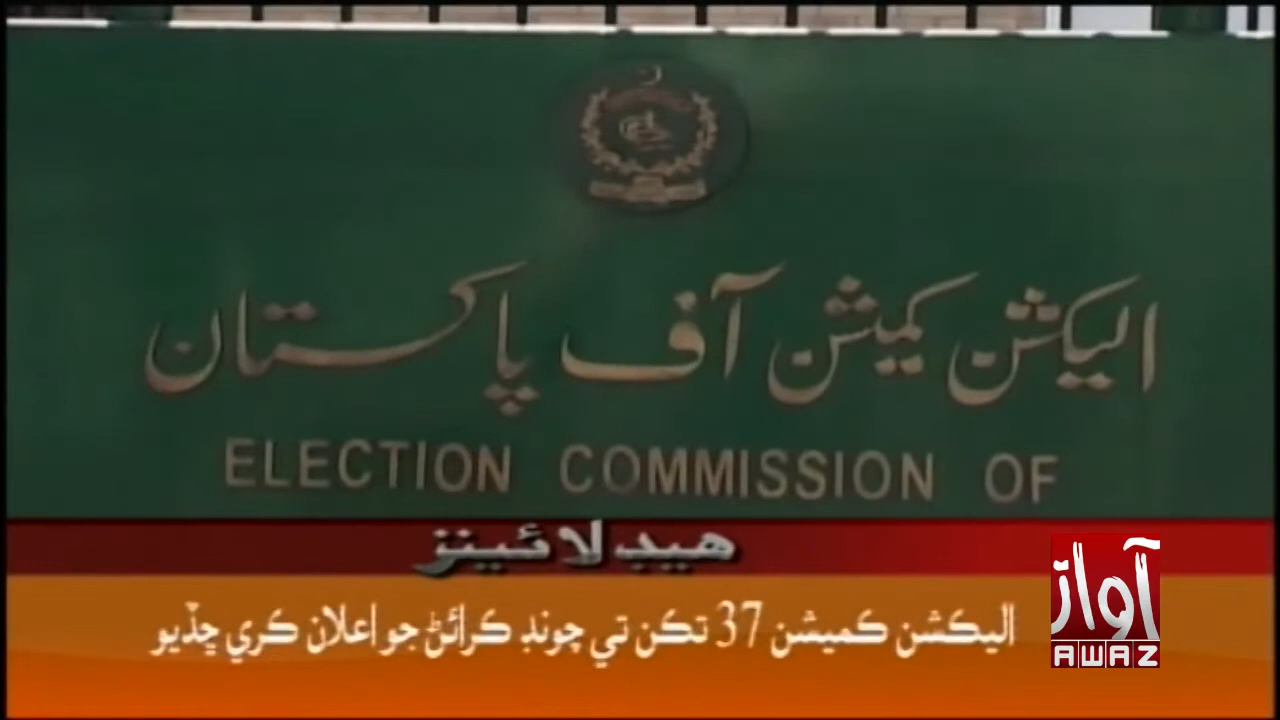 الیکشن کمیشن آف پاکستان
ELECTION COMMISSION OF
هيڊ لائينز
اليڪشن ڪميشن 37 تڪن تي چونڊ ڪرائڻ جو اعلان ڪري ڇڏيو
آواز
AWAZ